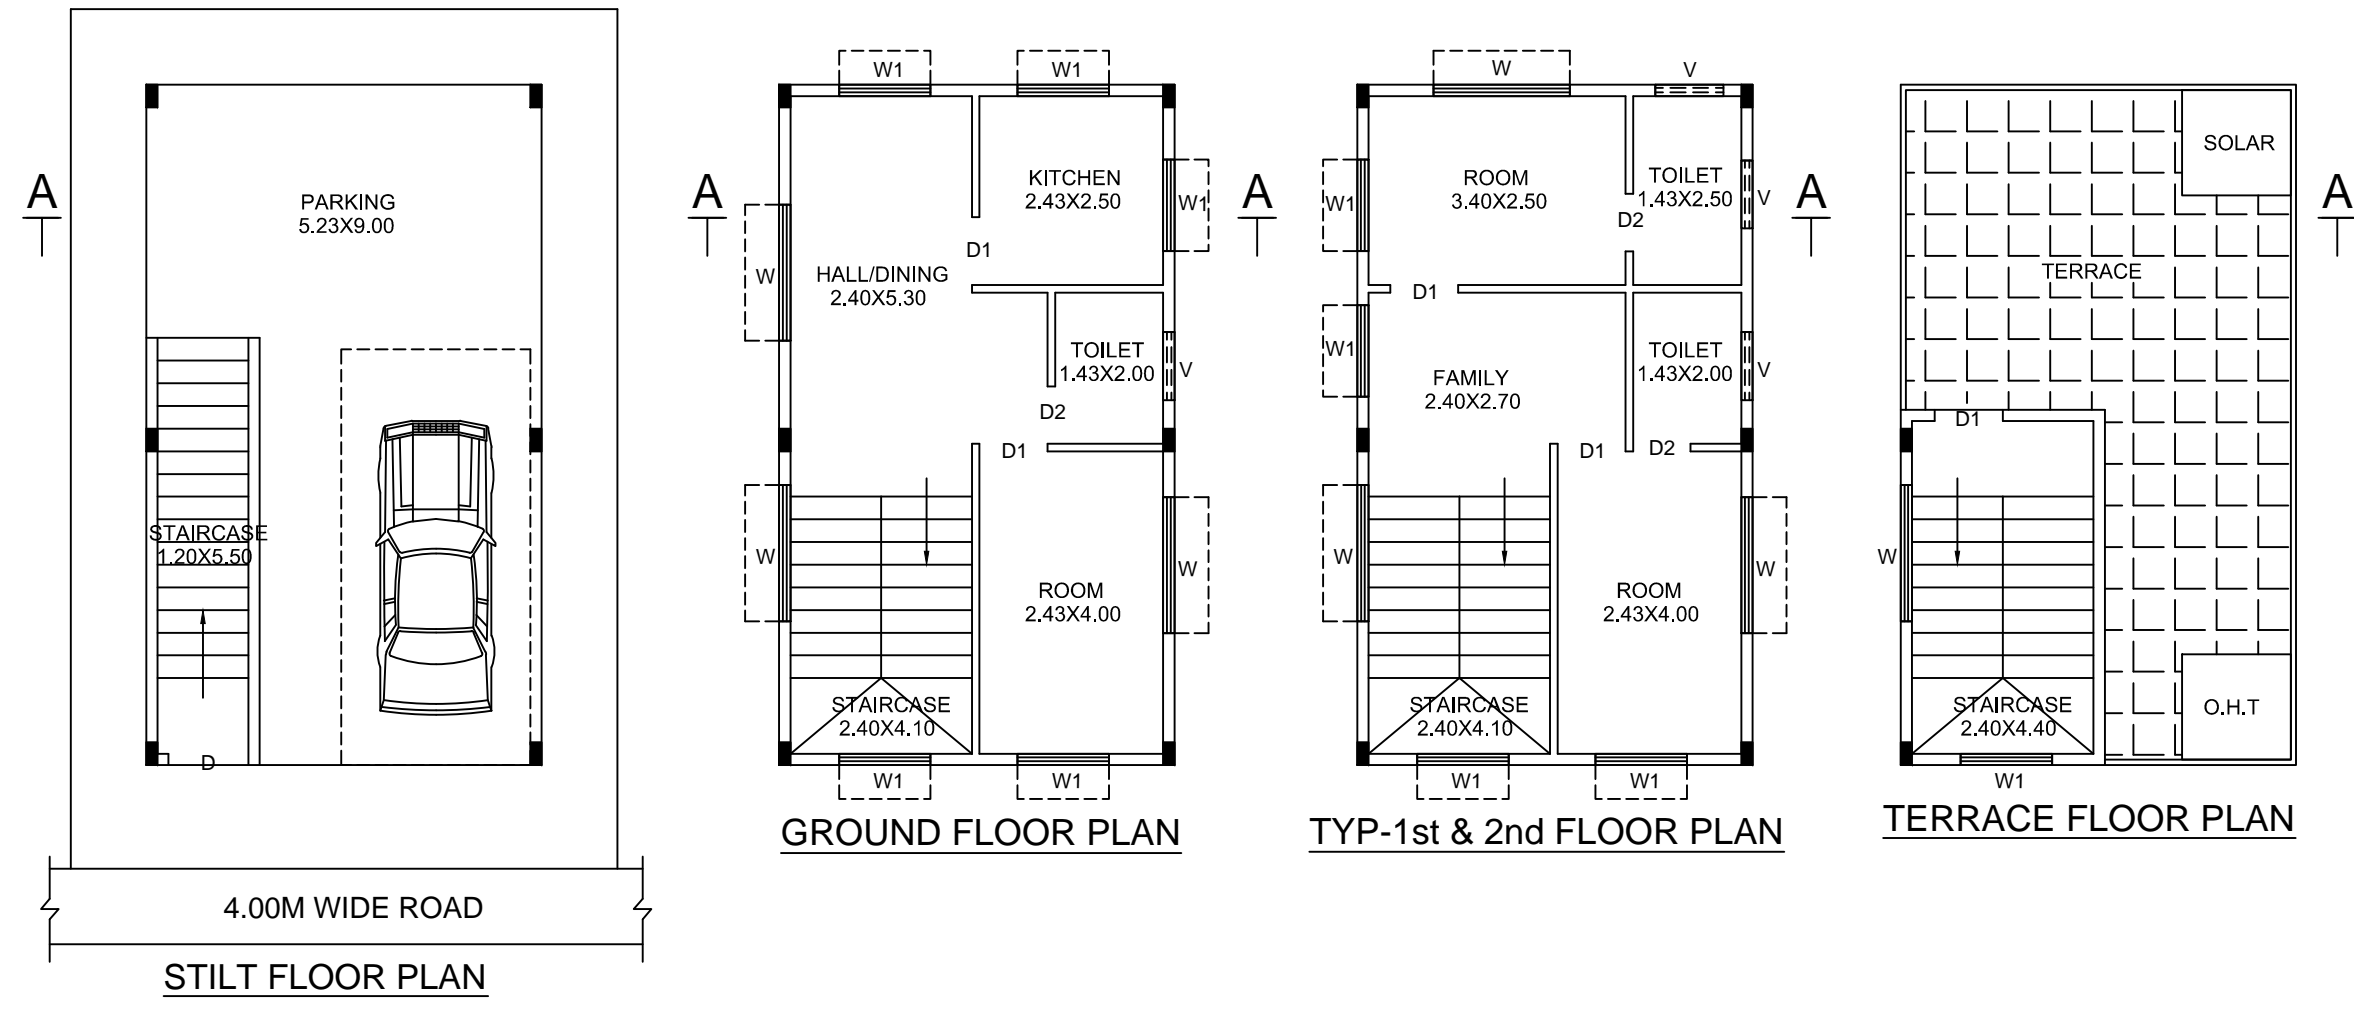 A
PARKING
5.23X9.00
STAIRCASE
1.20X5.50
D
4.00M WIDE ROAD
STILT FLOOR PLAN
A
W1
W1
KITCHEN
2.43X2.50
W1
D1
W
HALL/DINING
2.40X5.30
TOILET
1.43X2.00
V
D2
D1
W
ROOM
2.43X4.00
W
STAIRCASE
2.40X4.10
W1
W1
GROUND FLOOR PLAN
A
W
V
W1
ROOM
3.40X2.50
TOILET
1.43X2.50
V
D2
D1
W1
FAMILY
2.40X2.70
TOILET
1.43X2.00
V
D1
D2
W
ROOM
2.43X4.00
W
STAIRCASE
2.40X4.10
W1
W1
TYP-1st & 2nd FLOOR PLAN
A
SOLAR
A
TERRACE
D1
W
STAIRCASE
2.40X4.40
O.H.T
W1
TERRACE FLOOR PLAN